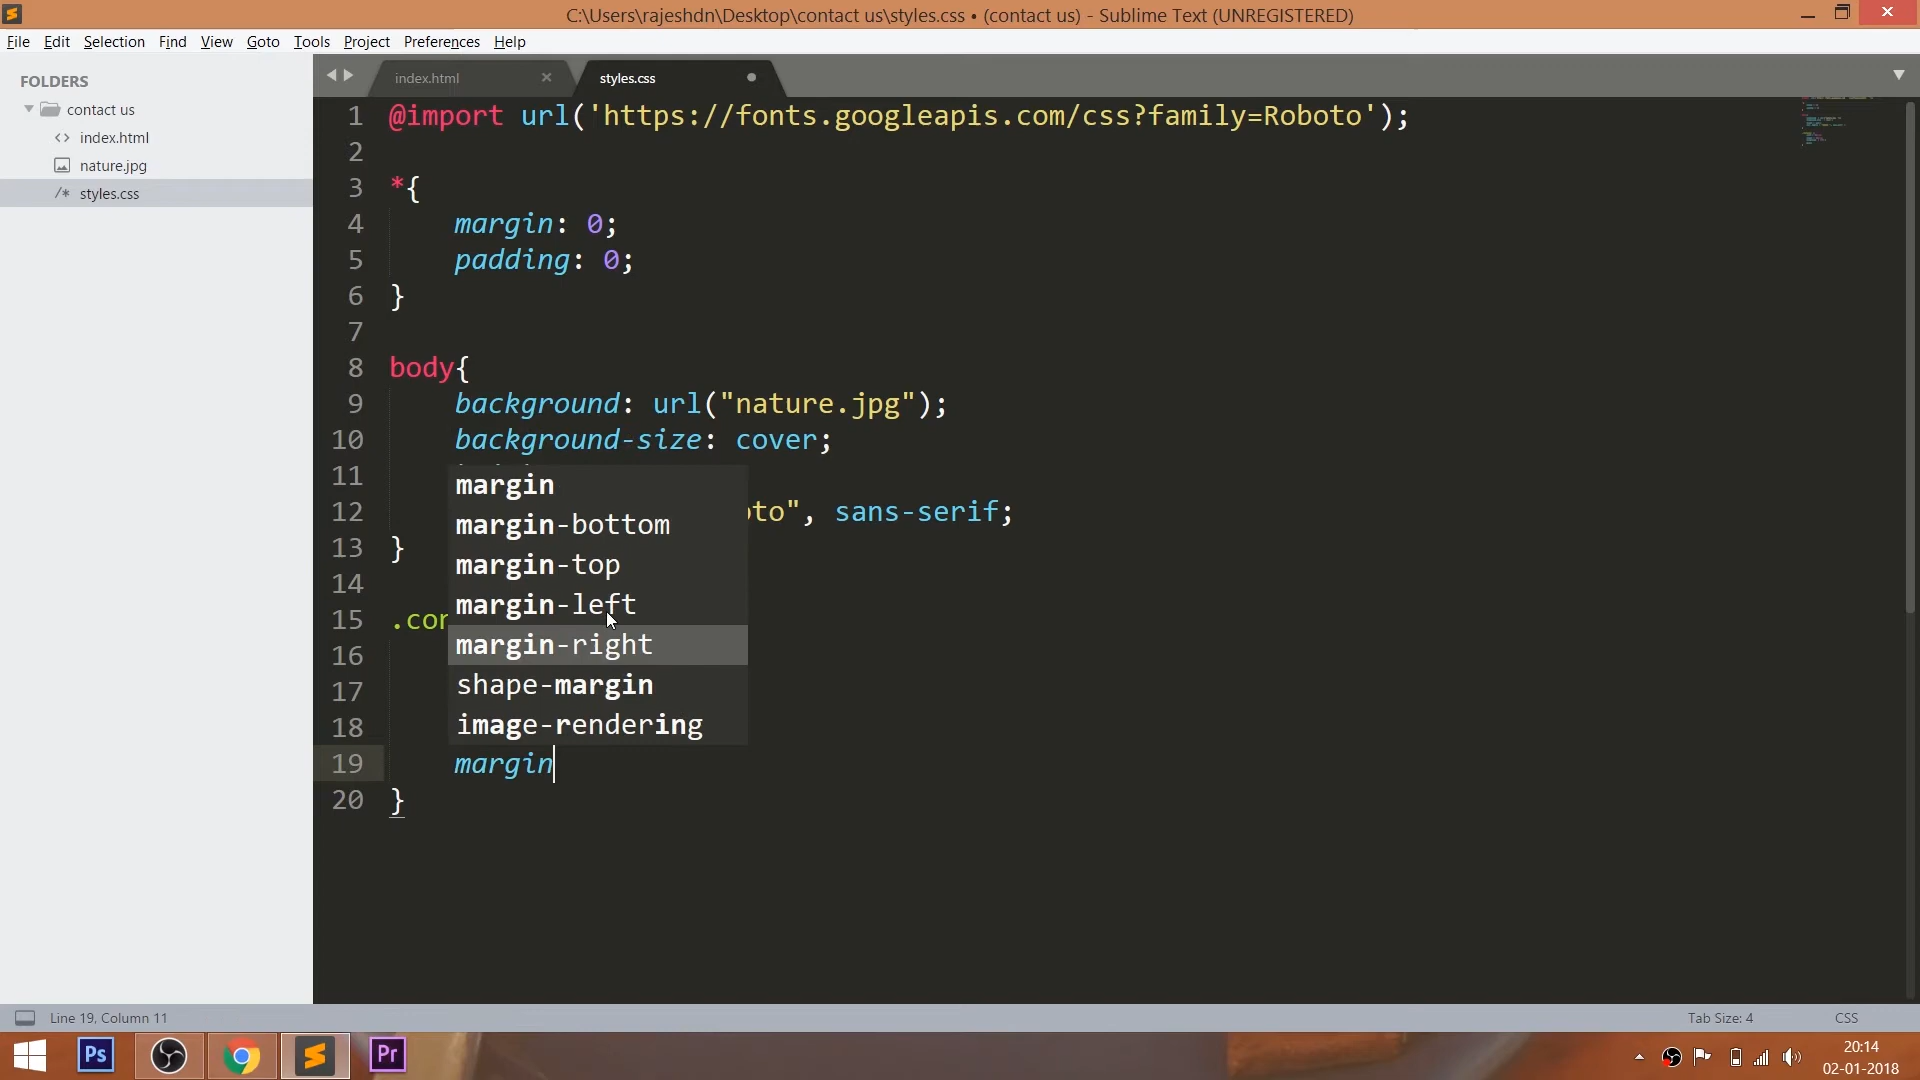 C:\Users\rajeshdn\Desktop\contact us\styles.css • (contact us) - Sublime Text (UNREGISTERED)
File Edit Selection Find View Goto Tools Project Preferences Help
FOLDERS
contact us
<> index.html
nature.jpg
/* styles.css
index.html × styles.css
1 @import url('https://fonts.googleapis.com/css?family=Roboto');
2
3 *{
4 margin: 0;
5 padding: 0;
6 }
7
8 body{
9 background: url("nature.jpg");
10 background-size: cover;
11
12 oto", sans-serif;
13 }
14
15 .con
16
17
18
margin
margin-bottom
margin-top
margin-left
margin-right
shape-margin
image-rendering
19 margin
20 }
Line 19, Column 11
Tab Size: 4
CSS
Ps
Pr
20:14
02-01-2018